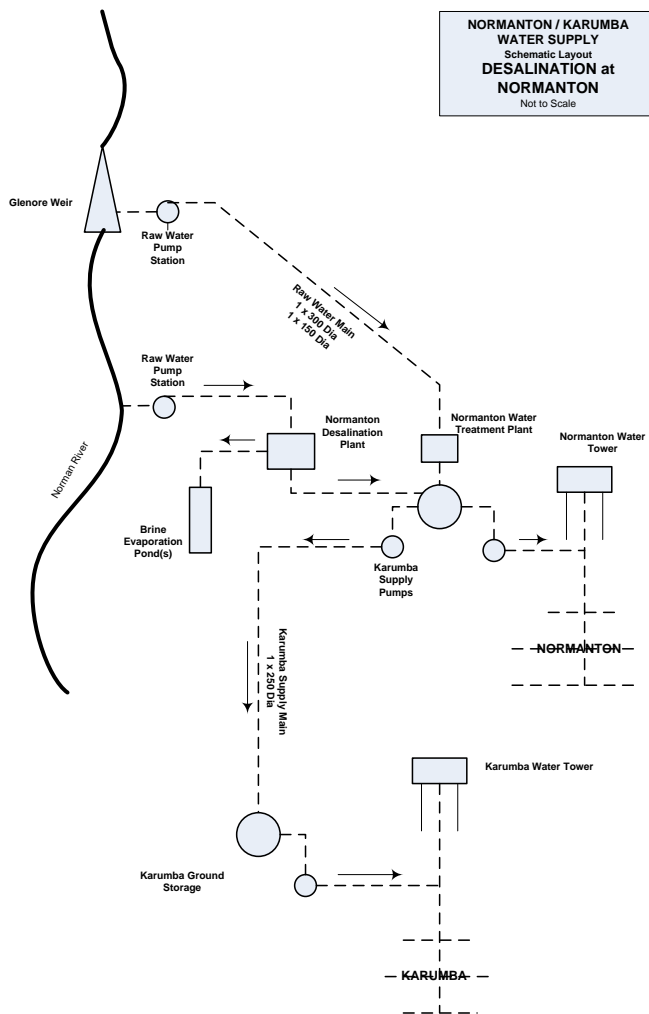 NORMANTON / KARUMBA
WATER SUPPLY
Schematic Layout
DESALINATION at
NORMANTON
Not to Scale
Glenore Weir
Raw Water
Pump
Station
Raw Water Main
1 x 300 Dia
1 x 150 Dia
Raw Water
Pump
Station
Normanton
Desalination
Plant
Normanton Water
Treatment Plant
Normanton Water
Tower
Norman River
Brine
Evaporation
Pond(s)
Karumba
Supply
Pumps
NORMANTON
Karumba Supply Main
1 x 250 Dia
Karumba Water Tower
Karumba Ground
Storage
KARUMBA